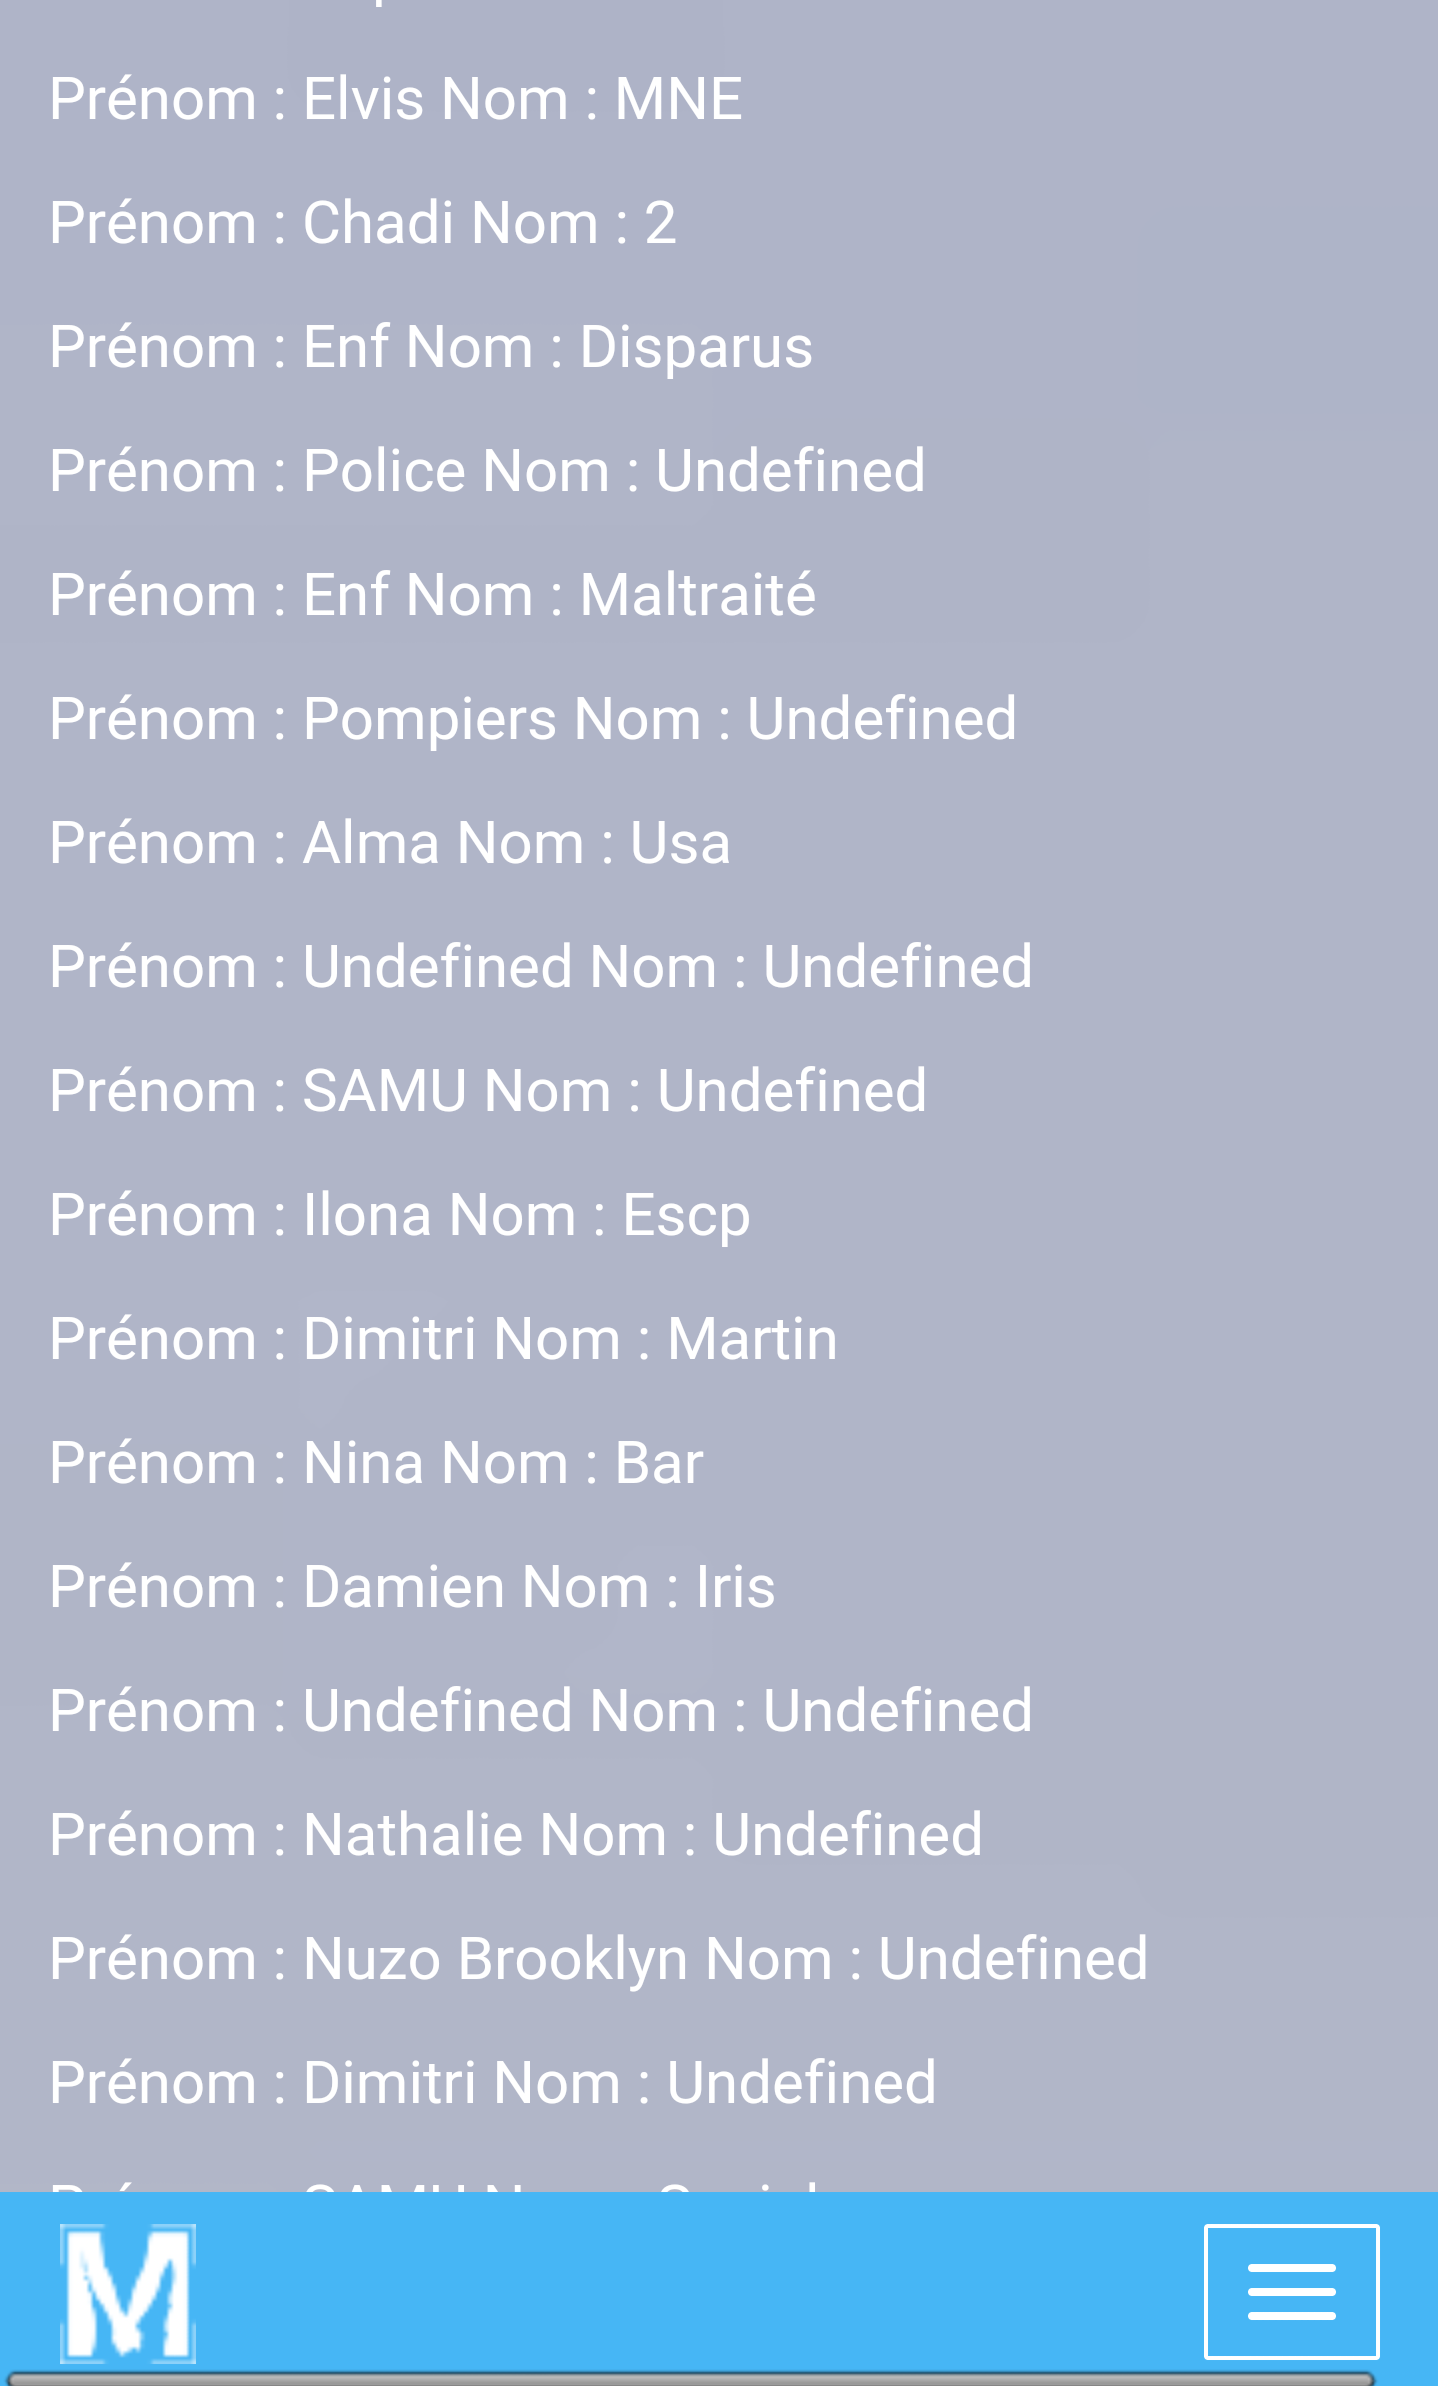 Prénom : Elvis Nom : MNE
Prénom : Chadi Nom : 2
Prénom : Enf Nom : Disparus
Prénom : Police Nom : Undefined
Prénom : Enf Nom : Maltraité
Prénom : Pompiers Nom : Undefined
Prénom : Alma Nom : Usa
Prénom : Undefined Nom : Undefined
Prénom : SAMU Nom : Undefined
Prénom : Ilona Nom : Escp
Prénom : Dimitri Nom : Martin
Prénom : Nina Nom : Bar
Prénom : Damien Nom : Iris
Prénom : Undefined Nom : Undefined
Prénom : Nathalie Nom : Undefined
Prénom : Nuzo Brooklyn Nom : Undefined
Prénom : Dimitri Nom : Undefined
M